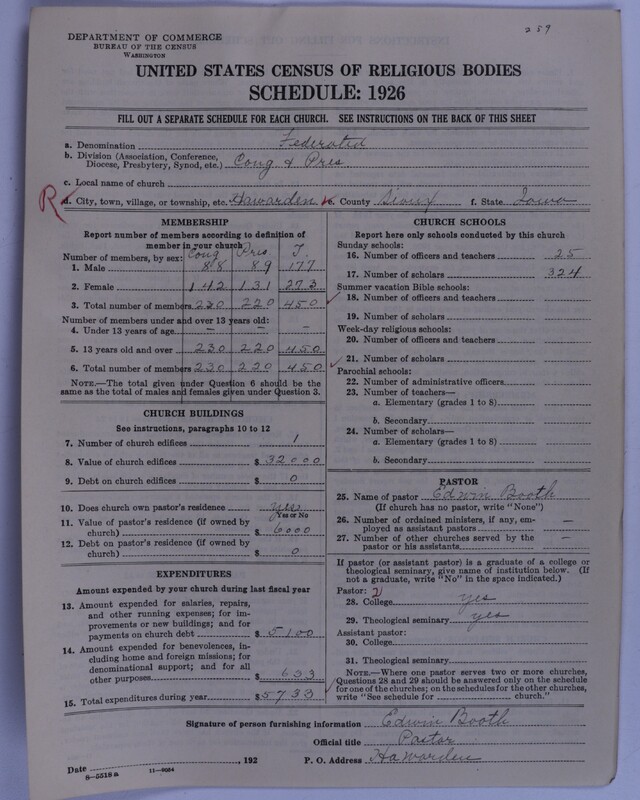 259
DEPARTMENT OF COMMERCE
BUREAU OF THE CENSUS
WASHINGTON
UNITED STATES CENSUS OF RELIGIOUS BODIES
SCHEDULE: 1926
FILL OUT A SEPARATE SCHEDULE FOR EACH CHURCH. SEE INSTRUCTIONS ON THE BACK OF THIS SHEET
a. Denomination Federated
b. Division (Association, Conference,
Diocese, Presbytery, Synod, etc.) Cong & Pres
c. Local name of church
R d. City, town, village, or township, etc. Hawarden e. County Sioux f. State Iowa
MEMBERSHIP
Report number of members according to definition of
member in your church
Number of members, by sex: Cong Pres T.
1. Male 88 89 177
2. Female 142 131 273
3. Total number of members 230 220 450
Number of members under and over 13 years old:
4. Under 13 years of age – – –
5. 13 years old and over 230 220 450
6. Total number of members 230 220 450
NOTE.—The total given under Question 6 should be
same as the total of males and females given under Question 3.
CHURCH BUILDINGS
See instructions, paragraphs 10 to 12
7. Number of church edifices 1
8. Value of church edifices $ 32000
9. Debt on church edifices $ 0
10. Does church own pastor's residence yes
Yes or No
11. Value of pastor's residence (if owned by
church) $ 6000
12. Debt on pastor's residence (if owned by
church) $ 0
EXPENDITURES
Amount expended by your church during last fiscal year
13. Amount expended for salaries, repairs,
and other running expenses; for im-
provements or new buildings; and for
payments on church debt $ 5100
14. Amount expended for benevolences, in-
cluding home and foreign missions; for
denominational support; and for all
other purposes $ 633
15. Total expenditures during year $ 5733
CHURCH SCHOOLS
Report here only schools conducted by this church
Sunday schools:
16. Number of officers and teachers 25
17. Number of scholars 324
Summer vacation Bible schools:
18. Number of officers and teachers
19. Number of scholars
Week-day religious schools:
20. Number of officers and teachers
21. Number of scholars
Parochial schools:
22. Number of administrative officers
23. Number of teachers—
a. Elementary (grades 1 to 8)
b. Secondary
24. Number of scholars—
a. Elementary (grades 1 to 8)
b. Secondary
PASTOR
25. Name of pastor Edwin Booth
(If church has no pastor, write "None")
26. Number of ordained ministers, if any, em-
ployed as assistant pastors –
27. Number of other churches served by the
pastor or his assistants –
If pastor (or assistant pastor) is a graduate of a college or
theological seminary, give name of institution below. (If
not a graduate, write "No" in the space indicated.)
Pastor: 2
28. College yes
29. Theological seminary yes
Assistant pastor:
30. College
31. Theological seminary
NOTE.—Where one pastor serves two or more churches,
Questions 28 and 29 should be answered only on the schedule
for one of the churches; on the schedules for the other churches,
write "See schedule for church."
Signature of person furnishing information Edwin Booth
Official title Pastor
Date , 192 P. O. Address Hawarden
8-5518 a 11-9034